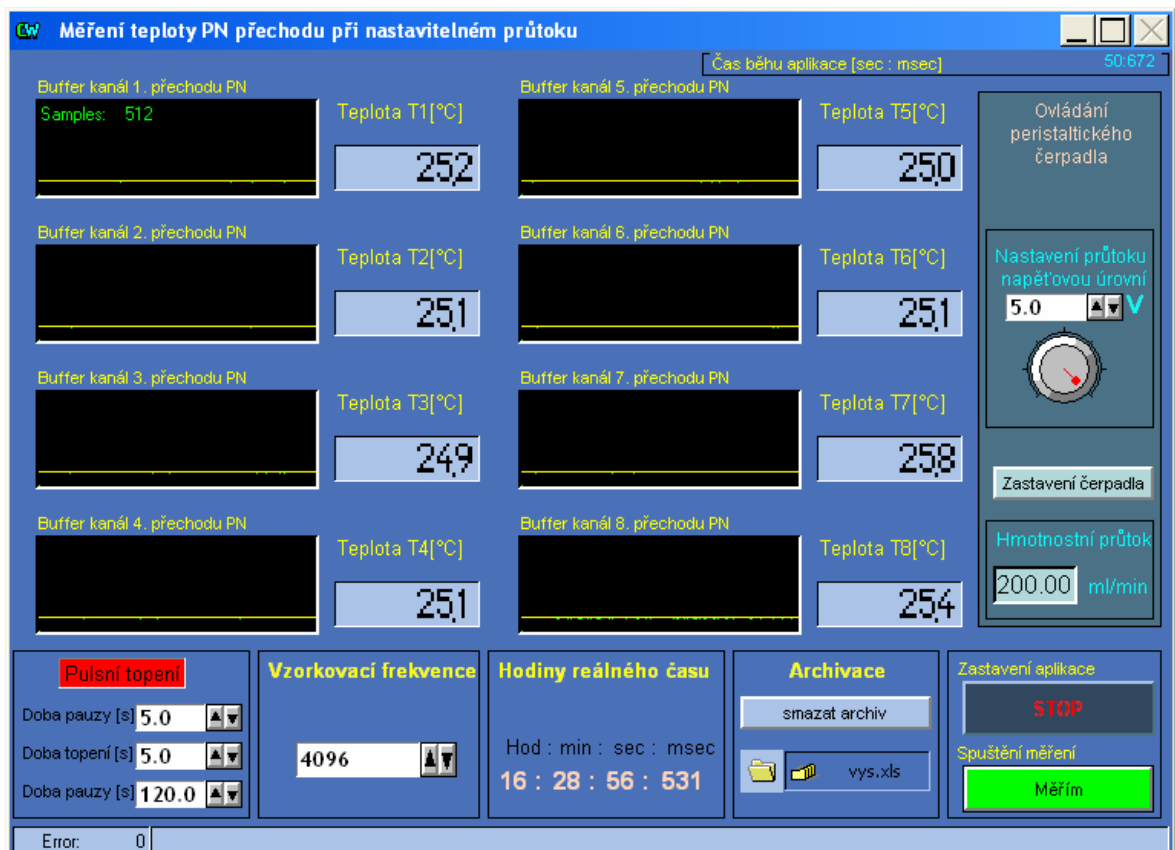 Měření teploty PN přechodu při nastavitelném průtoku
Čas běhu aplikace [sec : msec] 50:672
Buffer kanál 1. přechodu PN
Samples: 512
Teplota T1[°C]
25,2
Buffer kanál 5. přechodu PN
Teplota T5[°C]
25,0
Buffer kanál 2. přechodu PN
Teplota T2[°C]
25,1
Buffer kanál 6. přechodu PN
Teplota T6[°C]
25,1
Buffer kanál 3. přechodu PN
Teplota T3[°C]
24,9
Buffer kanál 7. přechodu PN
Teplota T7[°C]
25,8
Buffer kanál 4. přechodu PN
Teplota T4[°C]
25,1
Buffer kanál 8. přechodu PN
Teplota T8[°C]
25,4
Ovládání
peristaltického
čerpadla
Nastavení průtoku
napěťovou úrovní
5.0 V
Zastavení čerpadla
Hmotnostní průtok
200.00 ml/min
Pulsní topení
Doba pauzy [s] 5.0
Doba topení [s] 5.0
Doba pauzy [s] 120.0
Vzorkovací frekvence
4096
Hodiny reálného času
Hod : min : sec : msec
16 : 28 : 56 : 531
Archivace
smazat archiv
vys.xls
Zastavení aplikace
STOP
Spuštění měření
Měřím
Error: 0